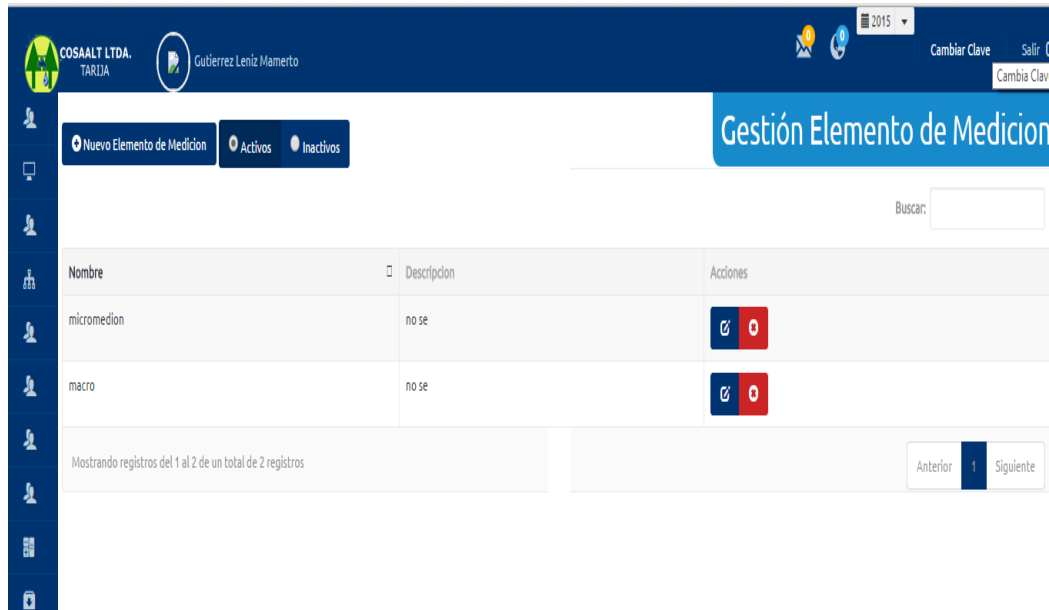 COSAALT LTDA.
TARIJA
Gutierrez Leniz Mamerto
0
0
2015
Cambiar Clave
Salir
Cambia Clav
Nuevo Elemento de Medicion
Activos
Inactivos
Gestión Elemento de Medicion
Buscar:
Nombre
Descripcion
Acciones
micromedion
no se
macro
no se
Mostrando registros del 1 al 2 de un total de 2 registros
Anterior
1
Siguiente